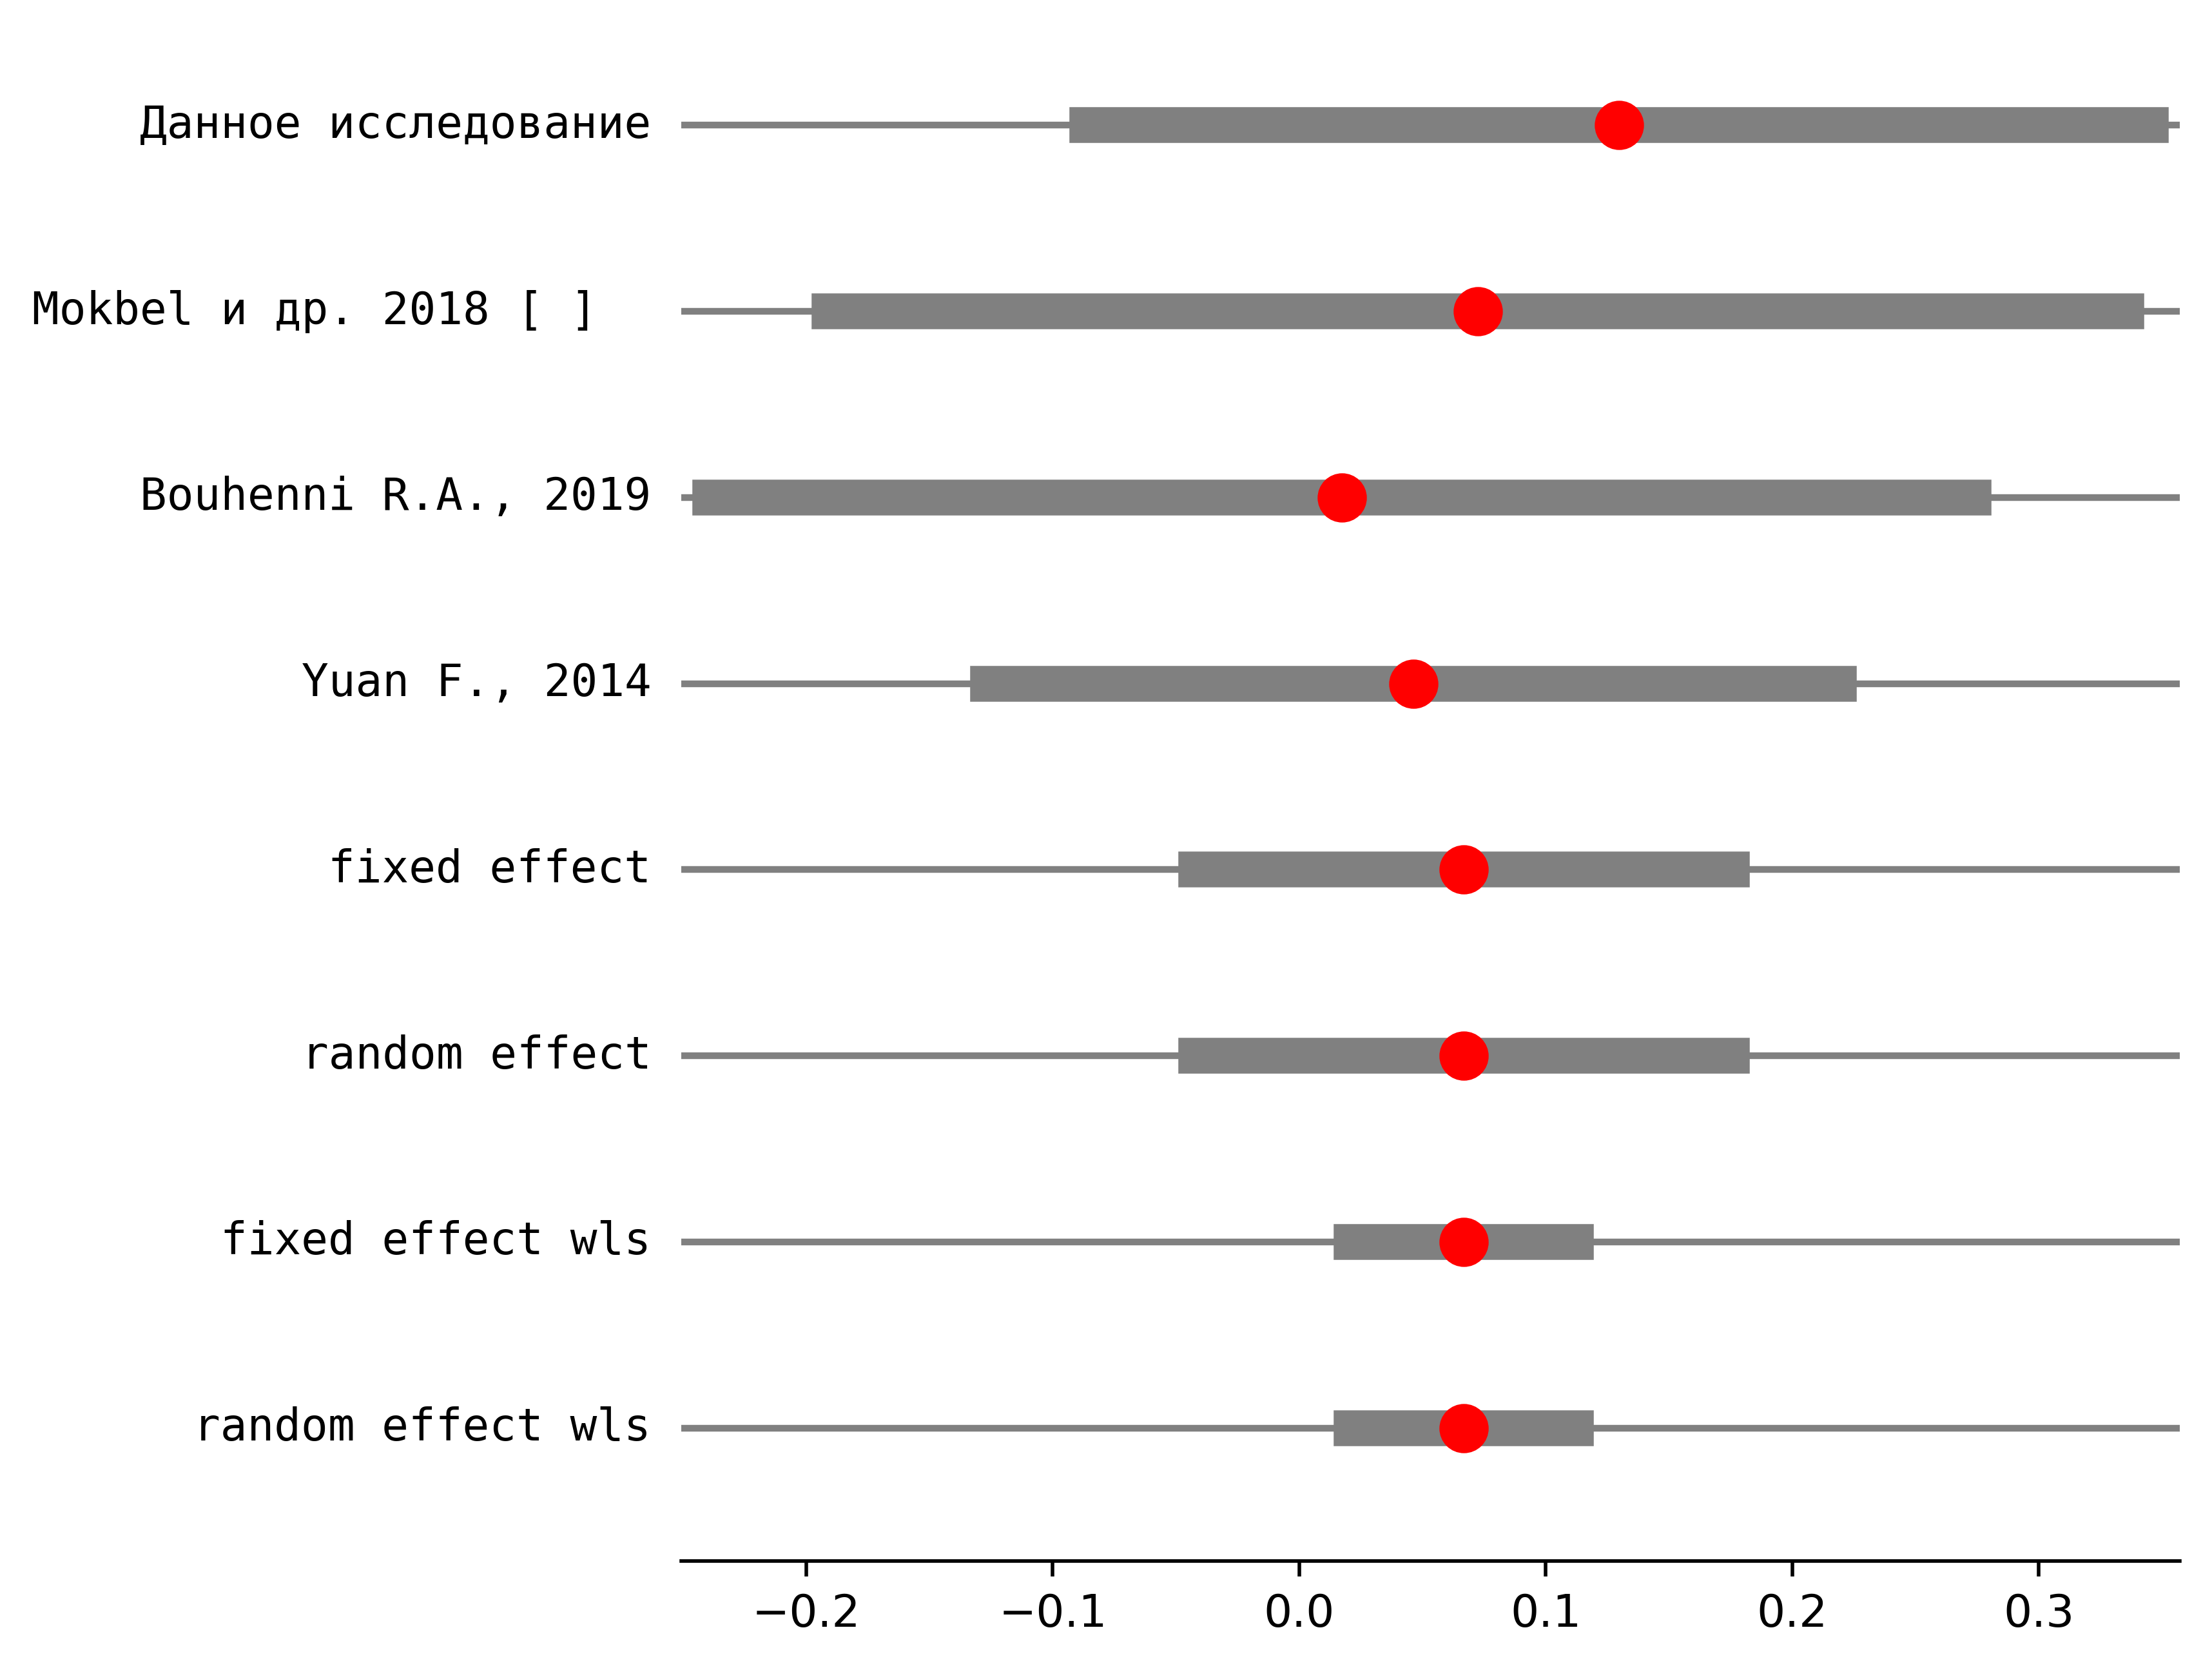 Данное исследование
Mokbel и др. 2018 [ ]
Bouhenni R.A., 2019
Yuan F., 2014
fixed effect
random effect
fixed effect wls
random effect wls
−0.2 −0.1 0.0 0.1 0.2 0.3